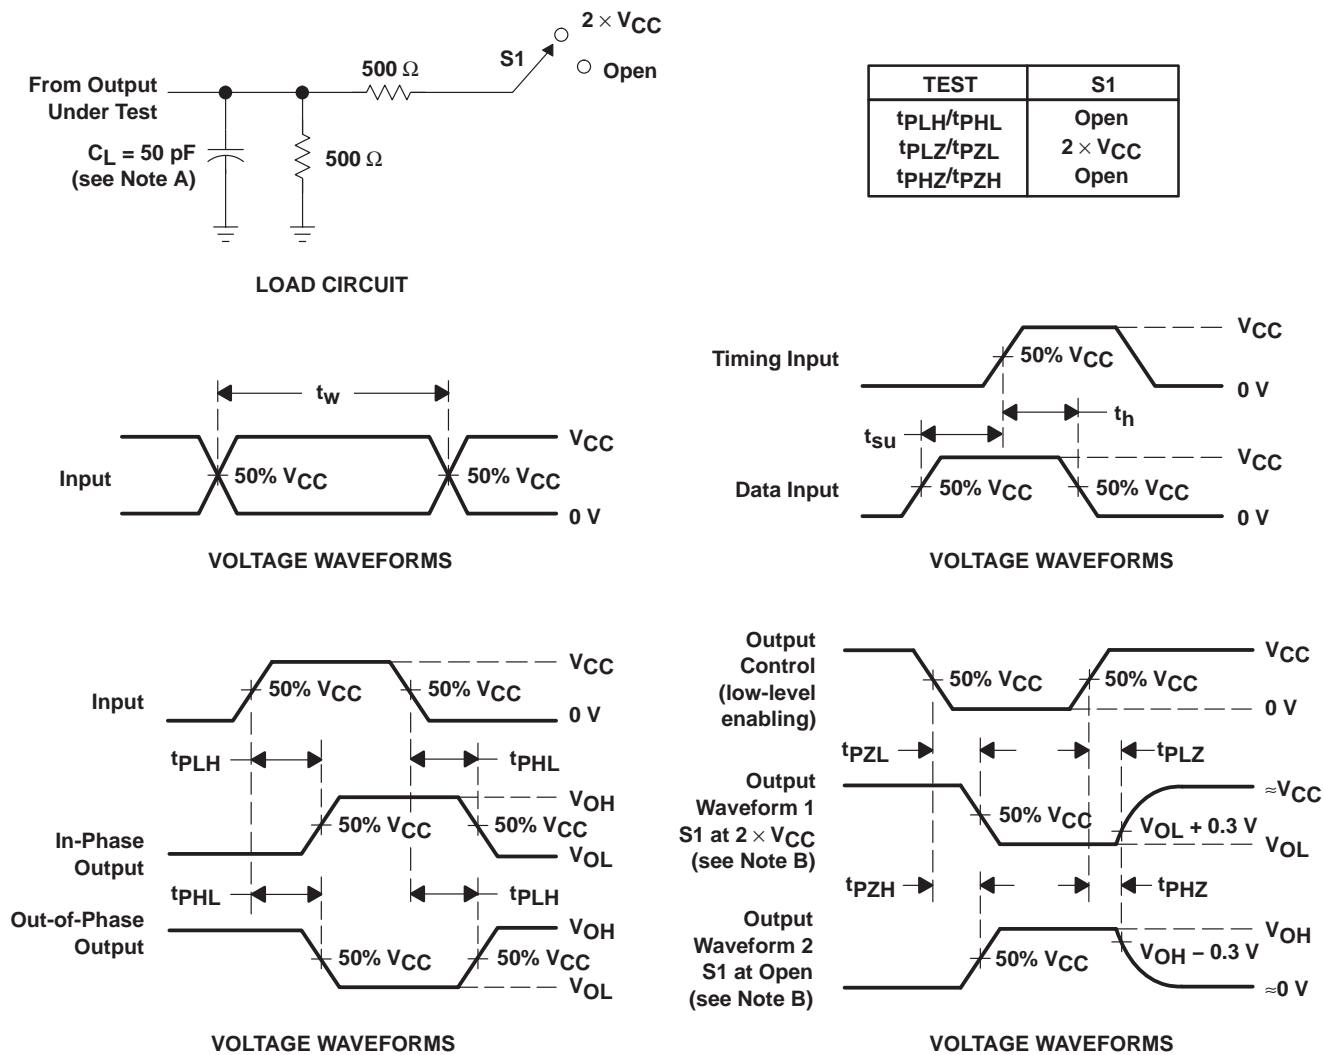 2 × VCC
S1
Open
500 Ω
From Output
Under Test
CL = 50 pF
(see Note A)
500 Ω
LOAD CIRCUIT
TEST S1
tPLH/tPHL Open
tPLZ/tPZL 2 × VCC
tPHZ/tPZH Open
tw
Input
50% VCC
50% VCC
VCC
0 V
VOLTAGE WAVEFORMS
Timing Input
50% VCC
VCC
0 V
th
tsu
Data Input
50% VCC
50% VCC
VCC
0 V
VOLTAGE WAVEFORMS
Input
50% VCC
50% VCC
VCC
0 V
tPLH
tPHL
In-Phase
Output
50% VCC
50% VCC
VOH
VOL
tPHL
tPLH
Out-of-Phase
Output
50% VCC
50% VCC
VOH
VOL
VOLTAGE WAVEFORMS
Output
Control
(low-level
enabling)
50% VCC
50% VCC
VCC
0 V
tPZL
tPLZ
Output
Waveform 1
S1 at 2 × VCC
(see Note B)
50% VCC
VOL + 0.3 V
≈VCC
VOL
tPZH
tPHZ
Output
Waveform 2
S1 at Open
(see Note B)
50% VCC
VOH − 0.3 V
VOH
≈0 V
VOLTAGE WAVEFORMS